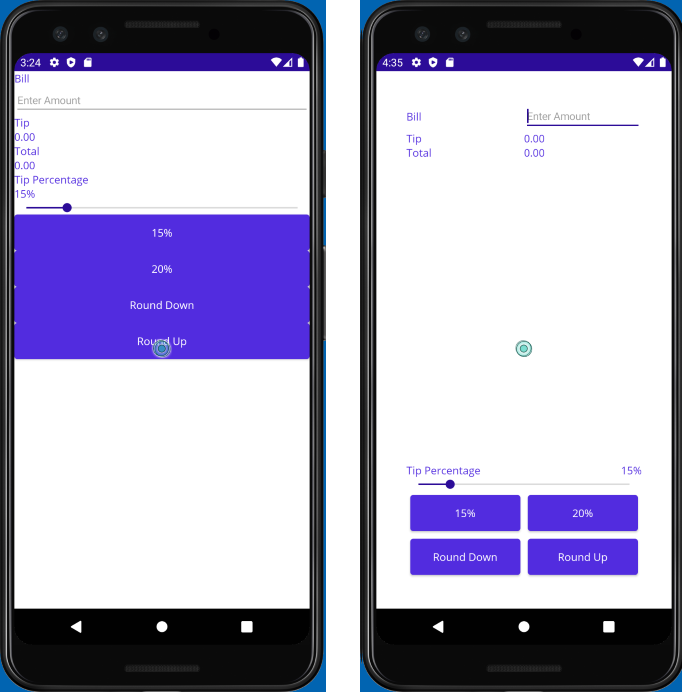 3:24
Bill
Enter Amount
Tip
0.00
Total
0.00
Tip Percentage
15%
15%
20%
Round Down
Round Up
4:35
Bill Enter Amount
Tip 0.00
Total 0.00
Tip Percentage 15%
15% 20%
Round Down Round Up